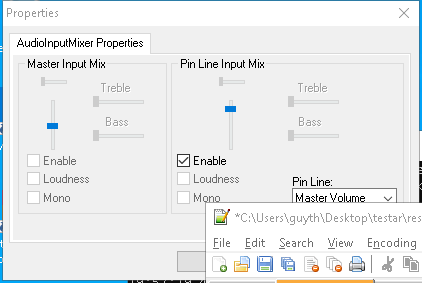 Properties
AudioInputMixer Properties
Master Input Mix
Treble
Bass
Enable
Loudness
Mono
Pin Line Input Mix
Treble
Bass
Enable
Loudness
Mono
Pin Line:
Master Volume
*C:\Users\guyth\Desktop\testar\res
File Edit Search View Encoding